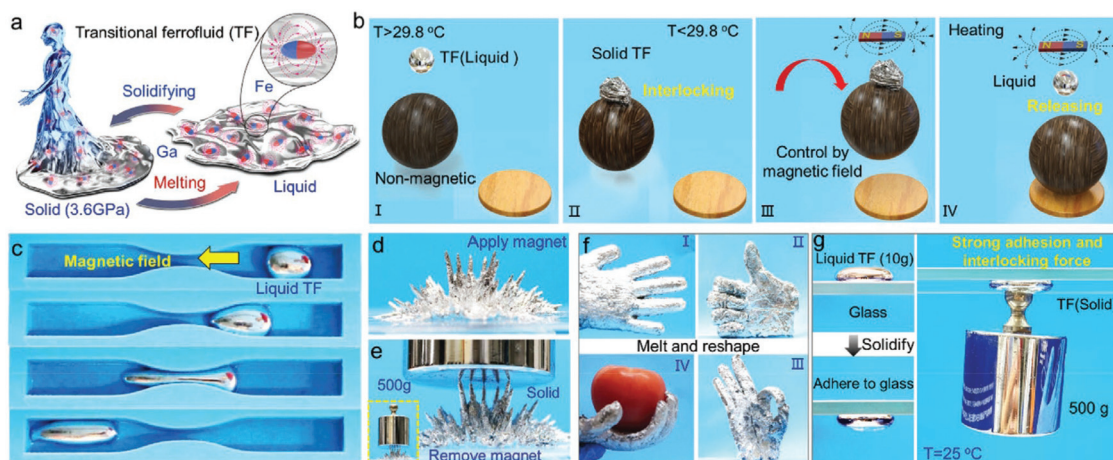 a
Transitional ferrofluid (TF)
Solidifying
Fe
Ga
Melting
Liquid
Solid (3.6GPa)
b
T>29.8 °C
TF(Liquid )
Non-magnetic
I
T<29.8 °C
Solid TF
Interlocking
II
N S
Control by
magnetic field
III
Heating
N S
Liquid
Releasing
IV
c
Magnetic field
Liquid TF
d
Apply magnet
e
500g
Solid
Remove magnet
f
I
II
Melt and reshape
IV
III
g
Liquid TF (10g)
Glass
Solidify
Adhere to glass
Strong adhesion and
interlocking force
TF(Solid
500 g
T=25 °C